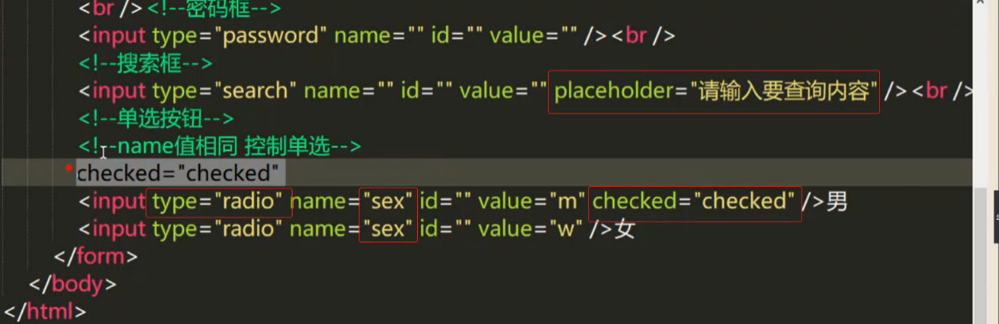 <br /><!--密码框-->
<input type="password" name="" id="" value="" /><br />
<!--搜索框-->
<input type="search" name="" id="" value="" placeholder="请输入要查询内容" /><br />
<!--单选按钮-->
<!--name值相同 控制单选-->
checked="checked"
<input type="radio" name="sex" id="" value="m" checked="checked" />男
<input type="radio" name="sex" id="" value="w" />女
</form>
</body>
</html>